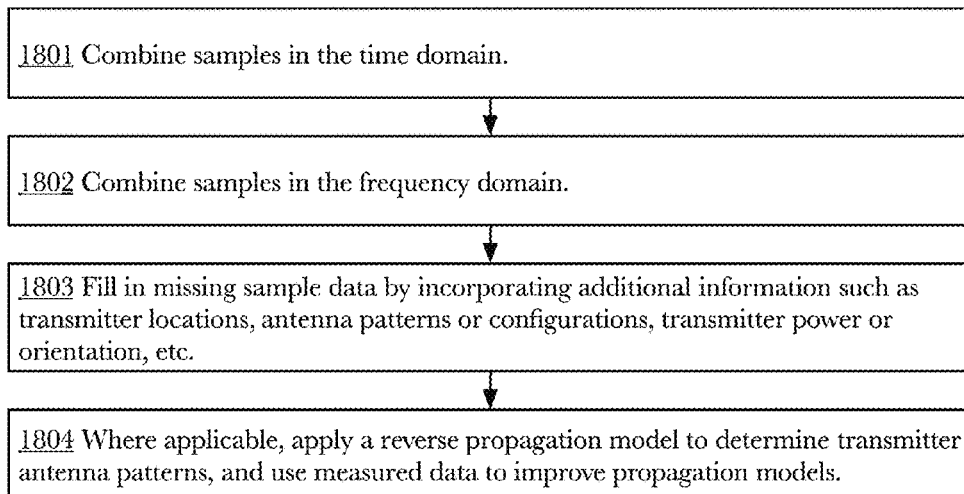 1801 Combine samples in the time domain.
1802 Combine samples in the frequency domain.
1803 Fill in missing sample data by incorporating additional information such as
transmitter locations, antenna patterns or configurations, transmitter power or
orientation, etc.
1804 Where applicable, apply a reverse propagation model to determine transmitter
antenna patterns, and use measured data to improve propagation models.